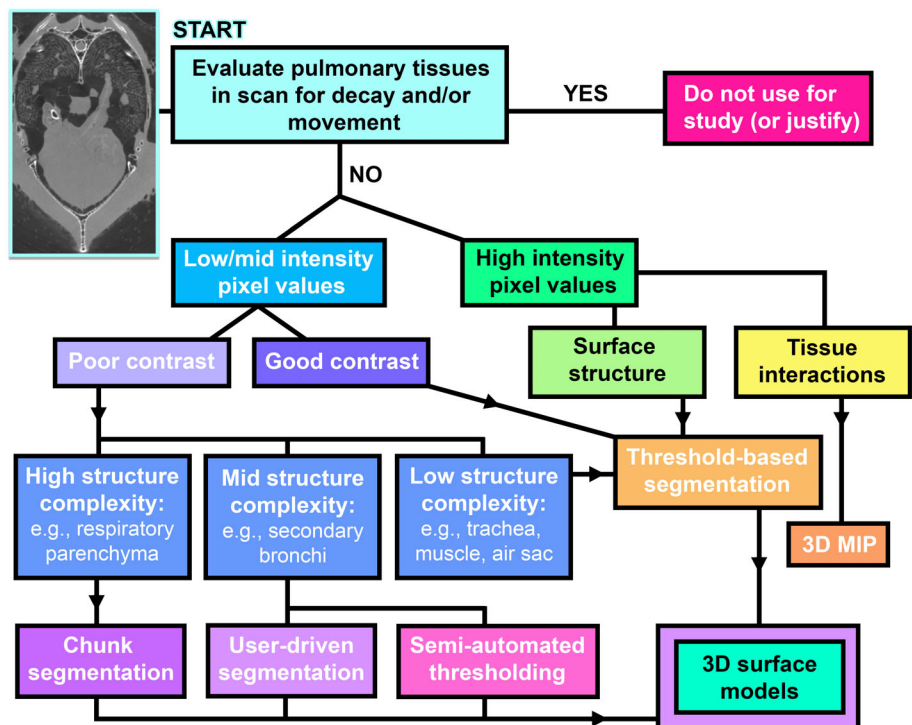 START
Evaluate pulmonary tissues
in scan for decay and/or
movement
YES
Do not use for
study (or justify)
NO
Low/mid intensity
pixel values
High intensity
pixel values
Poor contrast
Good contrast
Surface
structure
Tissue
interactions
High structure
complexity:
e.g., respiratory
parenchyma
Mid structure
complexity:
e.g., secondary
bronchi
Low structure
complexity:
e.g., trachea,
muscle, air sac
Threshold-based
segmentation
3D MIP
Chunk
segmentation
User-driven
segmentation
Semi-automated
thresholding
3D surface
models